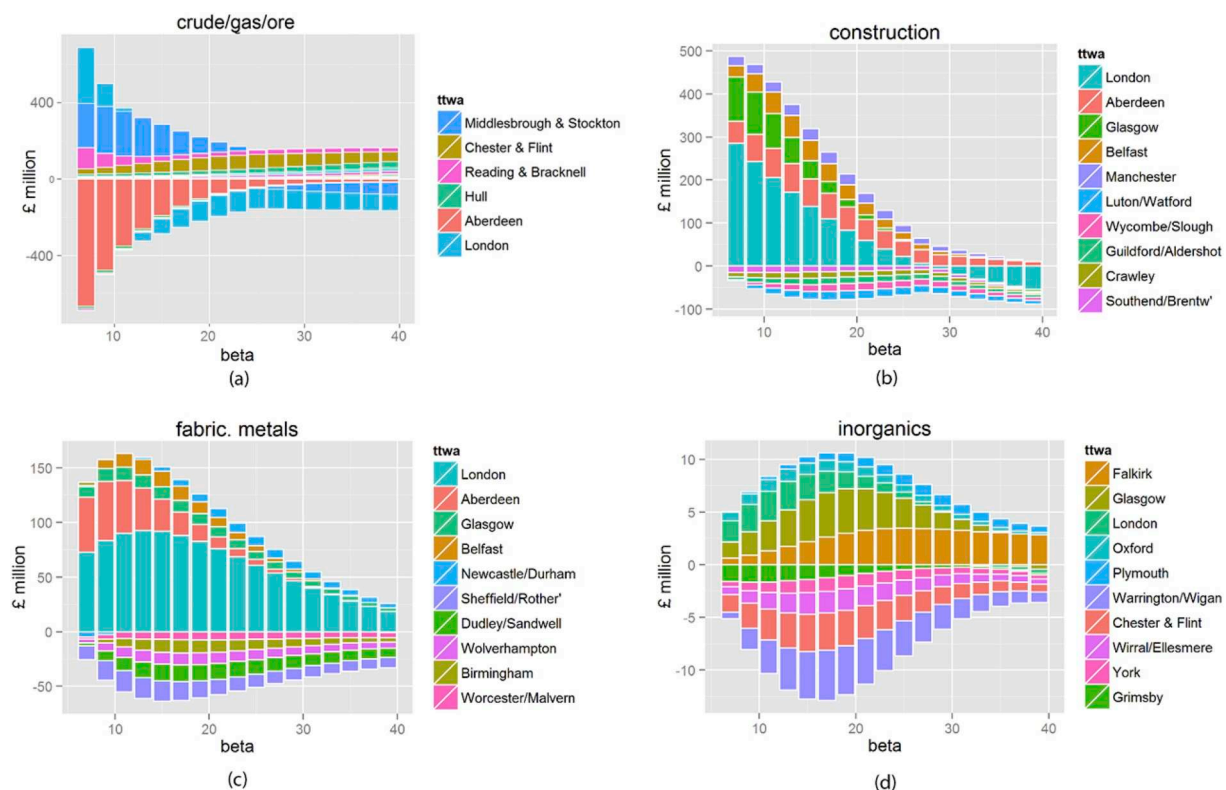 crude/gas/ore
£ million
400
0
-400
10
20
30
40
beta
ttwa
Middlesbrough & Stockton
Chester & Flint
Reading & Bracknell
Hull
Aberdeen
London
(a)
construction
£ million
500
400
300
200
100
0
-100
10
20
30
40
beta
ttwa
London
Aberdeen
Glasgow
Belfast
Manchester
Luton/Watford
Wycombe/Slough
Guildford/Aldershot
Crawley
Southend/Brentw'
(b)
fabric. metals
£ million
150
100
50
0
-50
10
20
30
40
beta
ttwa
London
Aberdeen
Glasgow
Belfast
Newcastle/Durham
Sheffield/Rother'
Dudley/Sandwell
Wolverhampton
Birmingham
Worcester/Malvern
(c)
inorganics
£ million
10
5
0
-5
-10
10
20
30
40
beta
ttwa
Falkirk
Glasgow
London
Oxford
Plymouth
Warrington/Wigan
Chester & Flint
Wirral/Ellesmere
York
Grimsby
(d)